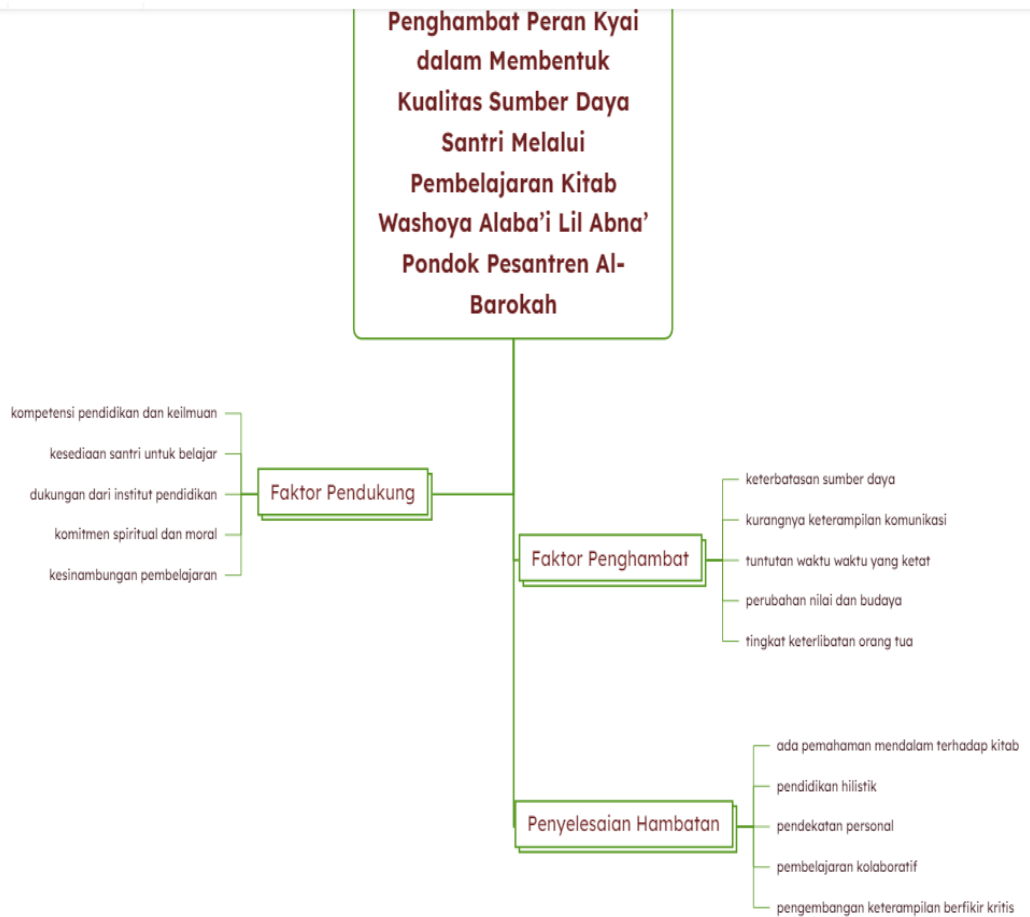 Penghambat Peran Kyai
dalam Membentuk
Kualitas Sumber Daya
Santri Melalui
Pembelajaran Kitab
Washoya Alaba’i Lil Abna’
Pondok Pesantren Al-
Barokah
kompetensi pendidikan dan keilmuan
kesediaan santri untuk belajar
dukungan dari institut pendidikan
komitmen spiritual dan moral
kesinambungan pembelajaran
Faktor Pendukung
Faktor Penghambat
keterbatasan sumber daya
kurangnya keterampilan komunikasi
tuntutan waktu waktu yang ketat
perubahan nilai dan budaya
tingkat keterlibatan orang tua
Penyelesaian Hambatan
ada pemahaman mendalam terhadap kitab
pendidikan hilistik
pendekatan personal
pembelajaran kolaboratif
pengembangan keterampilan berfikir kritis